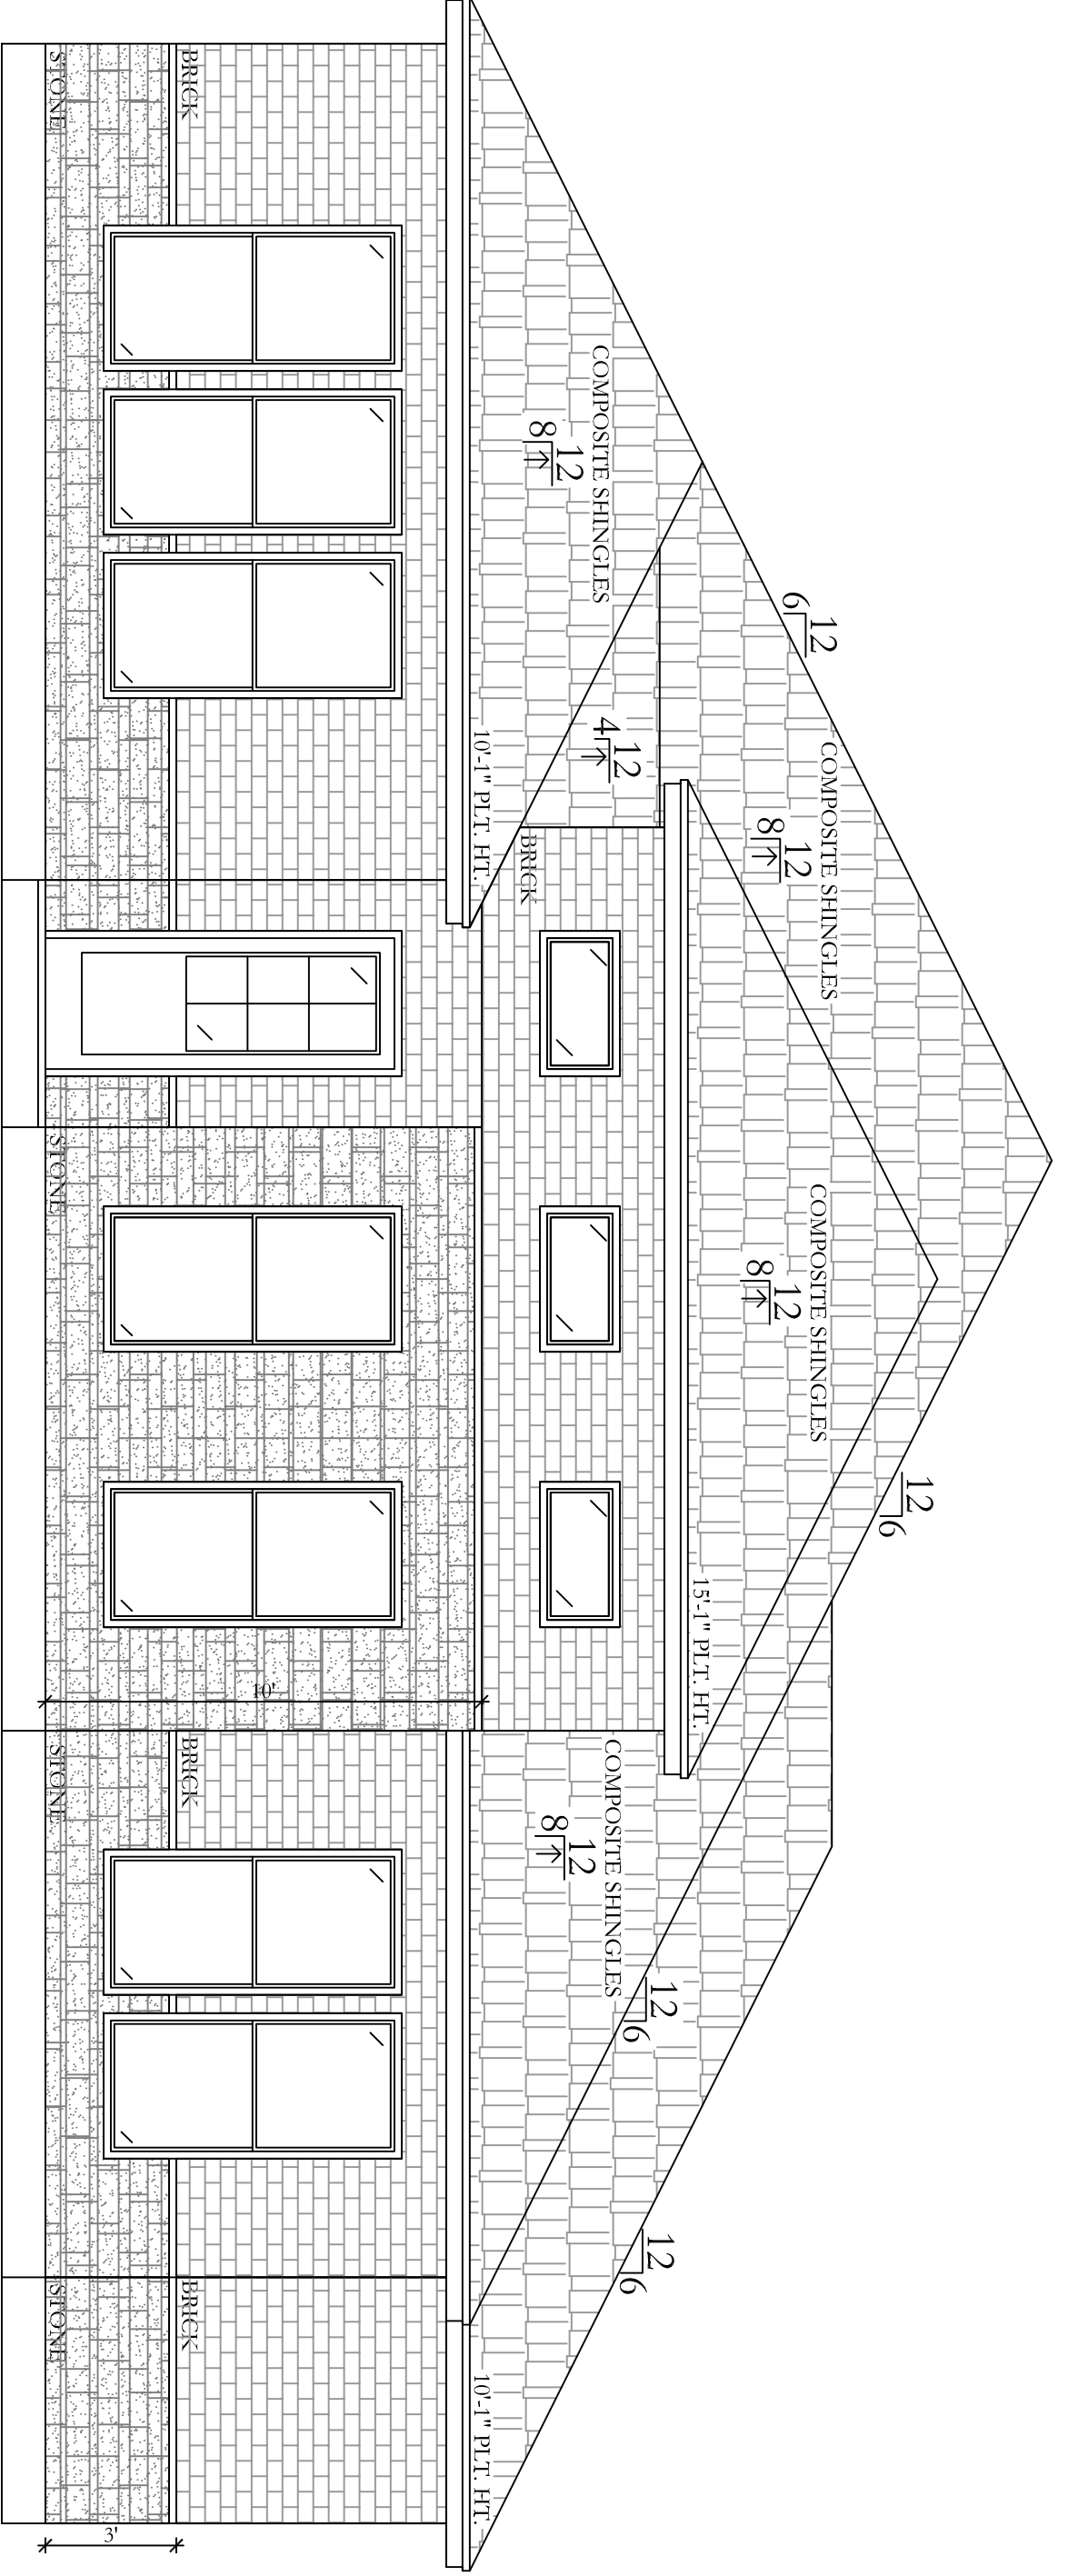 12
6
COMPOSITE SHINGLES
12
8
COMPOSITE SHINGLES
12
8
12
6
COMPOSITE SHINGLES
12
8
12
4
10'-1" PLT. HT.
BRICK
15'-1" PLT. HT.
COMPOSITE SHINGLES
12
8
12
6
12
6
10'-1" PLT. HT.
BRICK
STONE
STONE
10'
BRICK
STONE
BRICK
STONE
3'